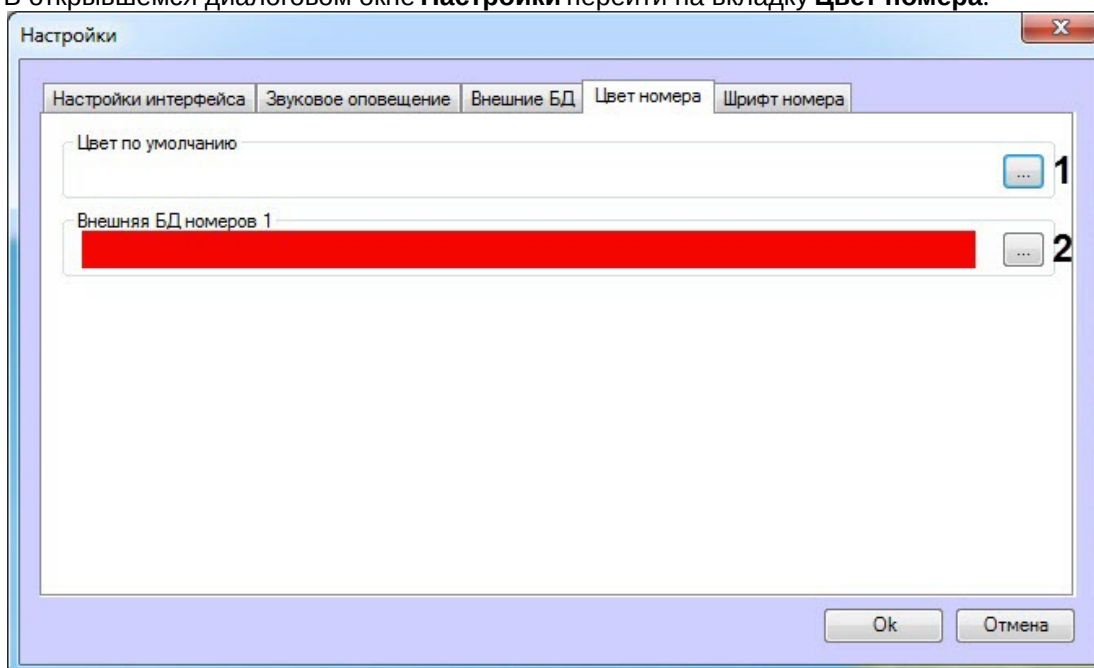 В открывшемся диалоговом окне Настройки перейти на вкладку Цвет номера.
Настройки
Настройки интерфейса Звуковое оповещение Внешние БД Цвет номера Шрифт номера
Цвет по умолчанию
... 1
Внешняя БД номеров 1
... 2
Ok Отмена